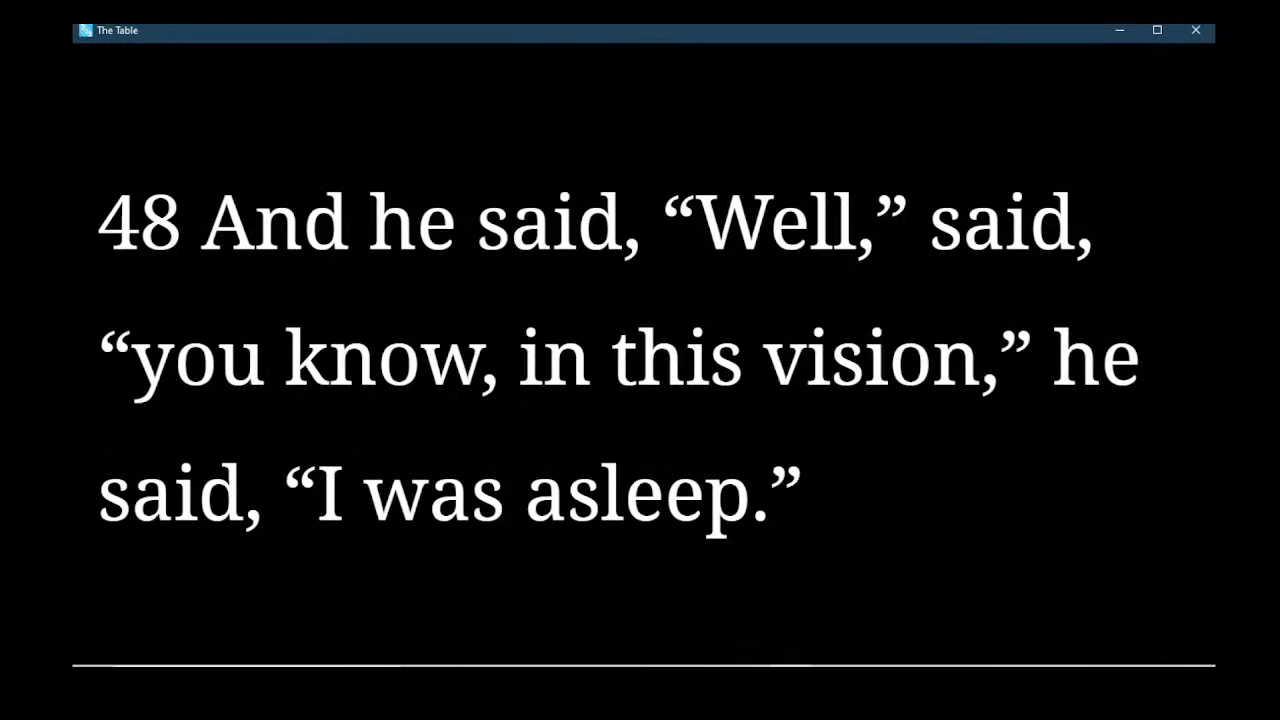 The Table
48 And he said, “Well,” said,
“you know, in this vision,” he
said, “I was asleep.”